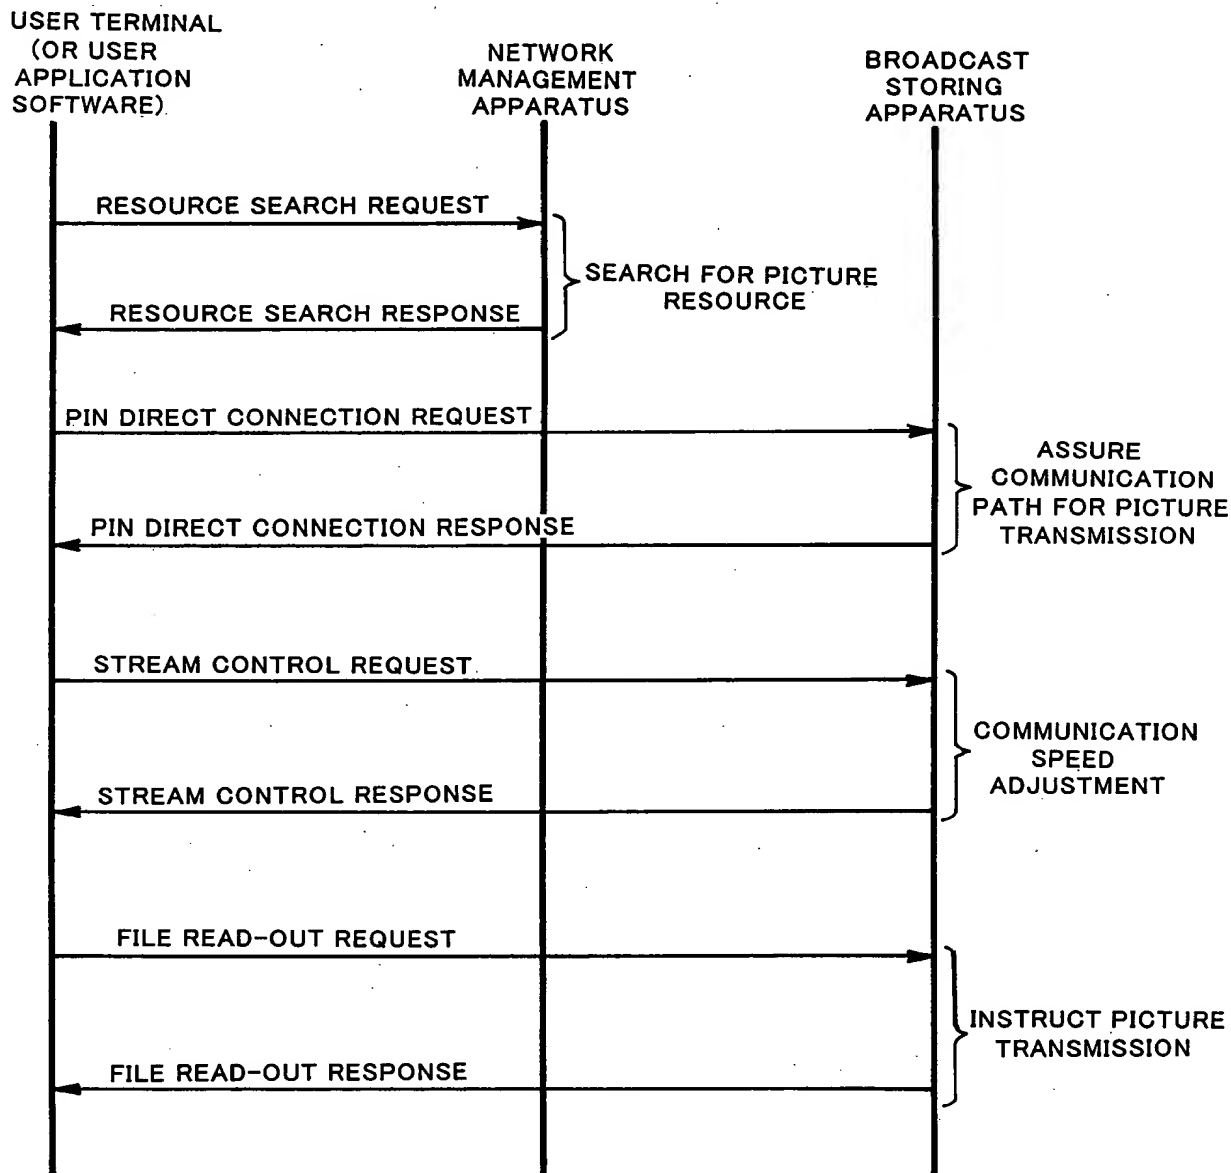 USER TERMINAL
(OR USER
APPLICATION
SOFTWARE)
NETWORK
MANAGEMENT
APPARATUS
BROADCAST
STORING
APPARATUS
RESOURCE SEARCH REQUEST
SEARCH FOR PICTURE
RESOURCE
RESOURCE SEARCH RESPONSE
PIN DIRECT CONNECTION REQUEST
ASSURE
COMMUNICATION
PATH FOR PICTURE
TRANSMISSION
PIN DIRECT CONNECTION RESPONSE
STREAM CONTROL REQUEST
COMMUNICATION
SPEED
ADJUSTMENT
STREAM CONTROL RESPONSE
FILE READ-OUT REQUEST
INSTRUCT PICTURE
TRANSMISSION
FILE READ-OUT RESPONSE